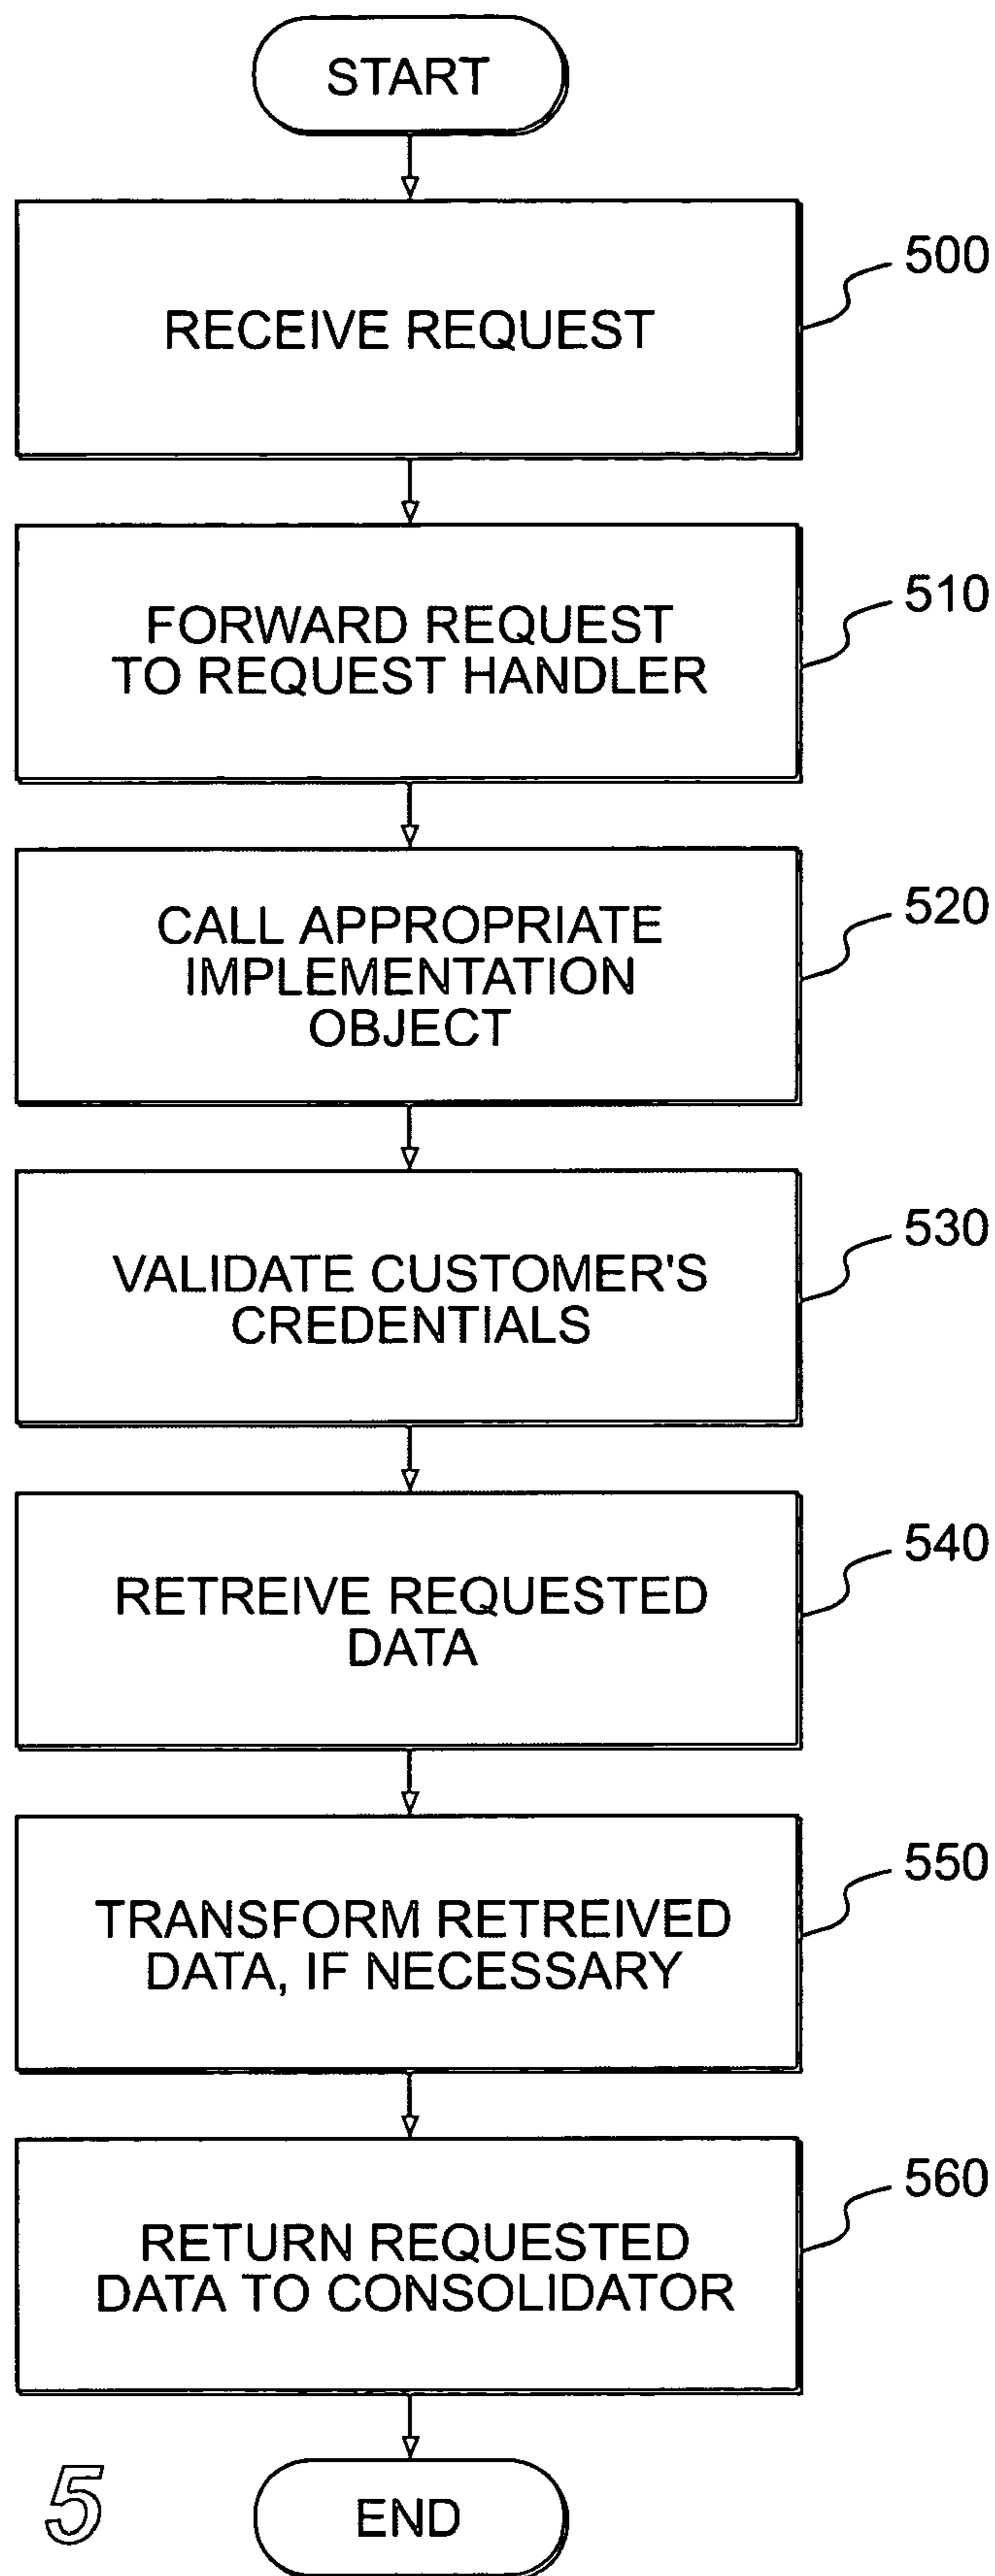 START
RECEIVE REQUEST
500
FORWARD REQUEST
TO REQUEST HANDLER
510
CALL APPROPRIATE
IMPLEMENTATION
OBJECT
520
VALIDATE CUSTOMER'S
CREDENTIALS
530
RETREIVE REQUESTED
DATA
540
TRANSFORM RETREIVED
DATA, IF NECESSARY
550
RETURN REQUESTED
DATA TO CONSOLIDATOR
560
END
5